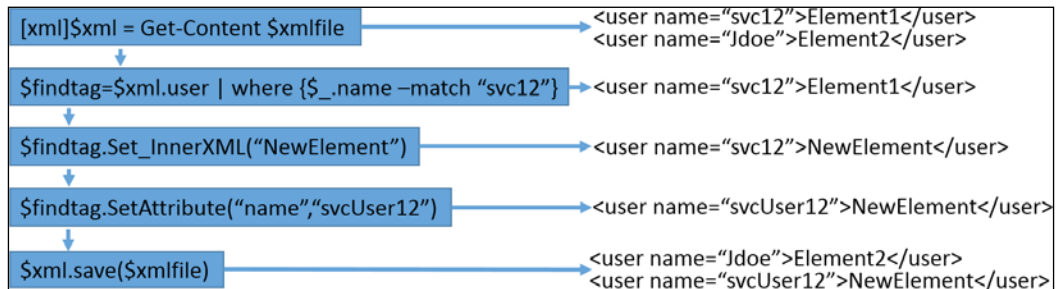 [xml]$xml = Get-Content $xmlfile
<user name=“svc12”>Element1</user>
<user name=“Jdoe”>Element2</user>
$findtag=$xml.user | where {$_.name –match “svc12”}
<user name=“svc12”>Element1</user>
$findtag.Set_InnerXML(“NewElement”)
<user name=“svc12”>NewElement</user>
$findtag.SetAttribute(“name”,“svcUser12”)
<user name=“svcUser12”>NewElement</user>
$xml.save($xmlfile)
<user name=“Jdoe”>Element2</user>
<user name=“svcUser12”>NewElement</user>